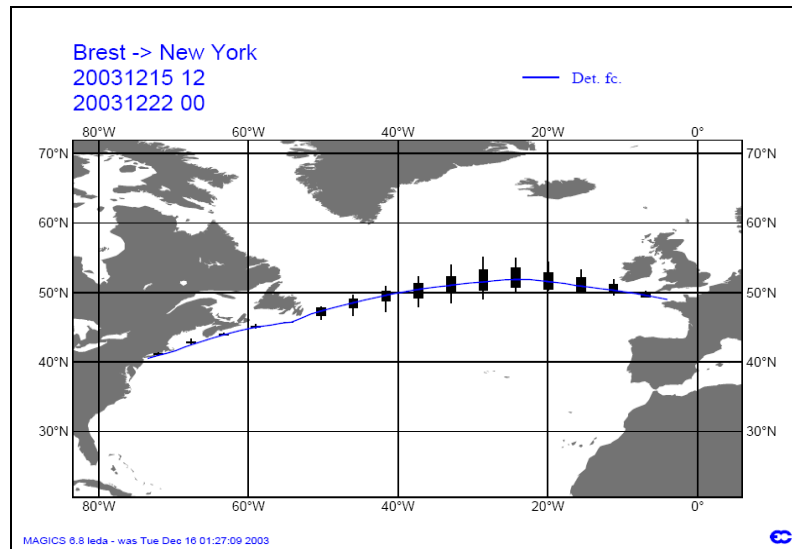 Brest -> New York
20031215 12
20031222 00
Det. fc.
80°W 60°W 40°W 20°W 0°
70°N 70°N
60°N 60°N
50°N 50°N
40°N 40°N
30°N 30°N
80°W 60°W 40°W 20°W 0°
MAGICS 6.8 leda - was Tue Dec 16 01:27:09 2003